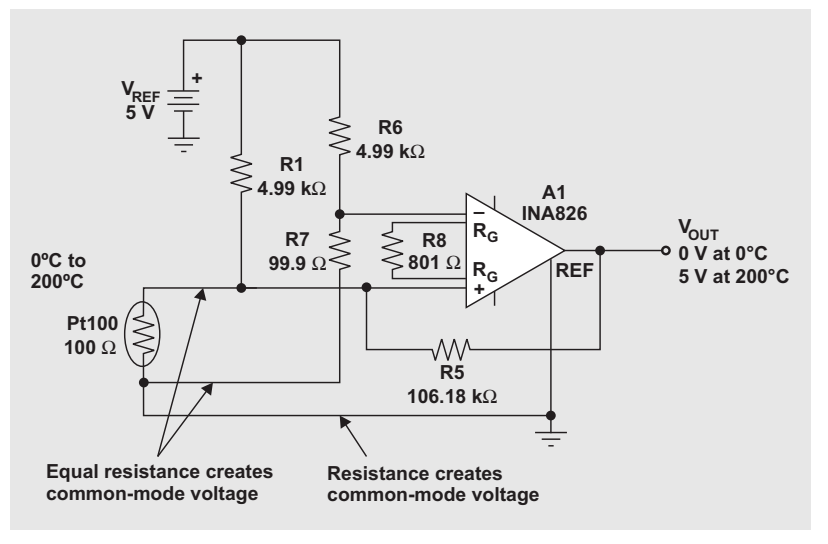 +
V_REF
5 V
R6
4.99 kΩ
R1
4.99 kΩ
A1
INA826
–
R_G
R7
99.9 Ω
R8
801 Ω
R_G
+
REF
V_OUT
0 V at 0°C
5 V at 200°C
0ºC to
200ºC
Pt100
100 Ω
R5
106.18 kΩ
Equal resistance creates
common-mode voltage
Resistance creates
common-mode voltage